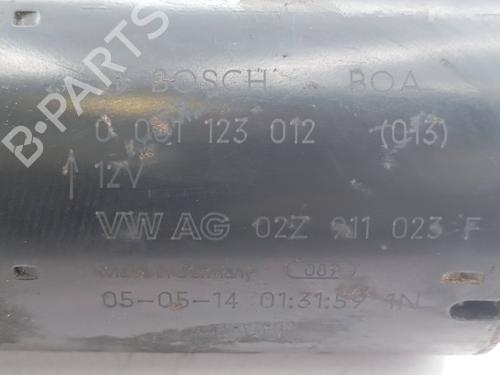 B-PARTS
BOSCH BOA
0 001 123 012 (013)
12V
VW AG 02Z 911 023 F
Made in Germany 087
05-05-14 01:31:59 1N